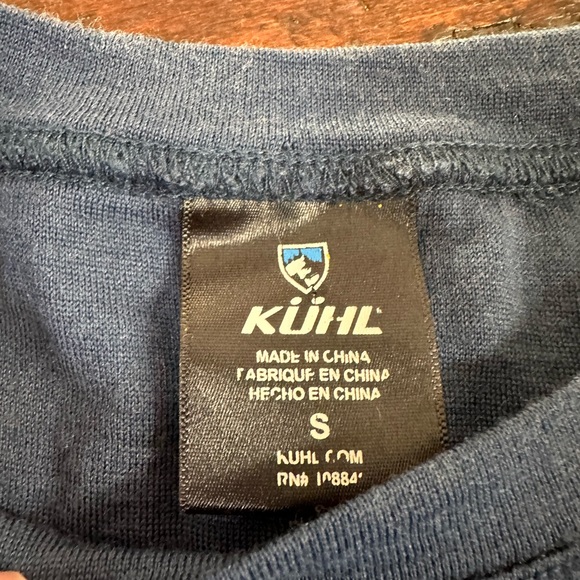 KÜHL
MADE IN CHINA
FABRIQUE EN CHINA
HECHO EN CHINA
S
KUHL.COM
RN#